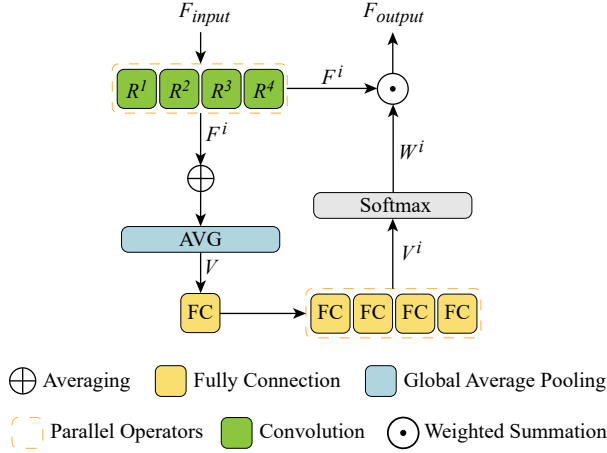 F_input F_output
R^1 R^2 R^3 R^4 F^i
F^i
W^i
Softmax
AVG
V V^i
FC FC FC FC FC
Averaging Fully Connection Global Average Pooling
Parallel Operators Convolution Weighted Summation